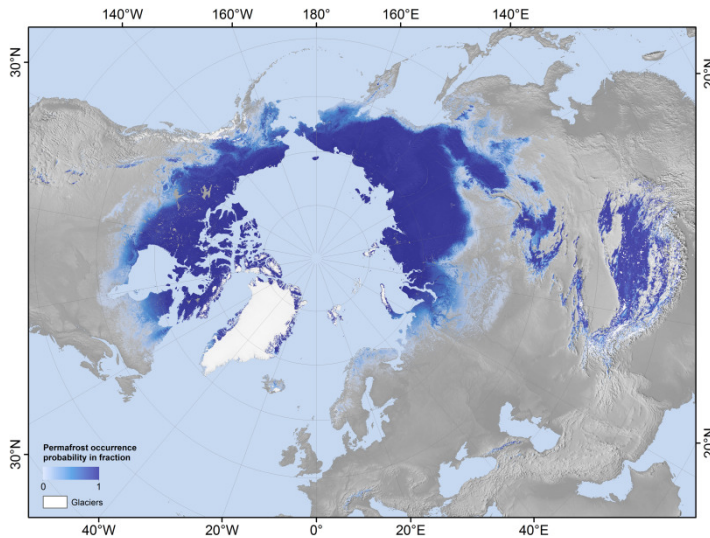 140°W 160°W 180° 160°E 140°E
30°N
20°N
Permafrost occurrence
probability in fraction
0 1
Glaciers
30°N
20°N
40°W 20°W 0° 20°E 40°E